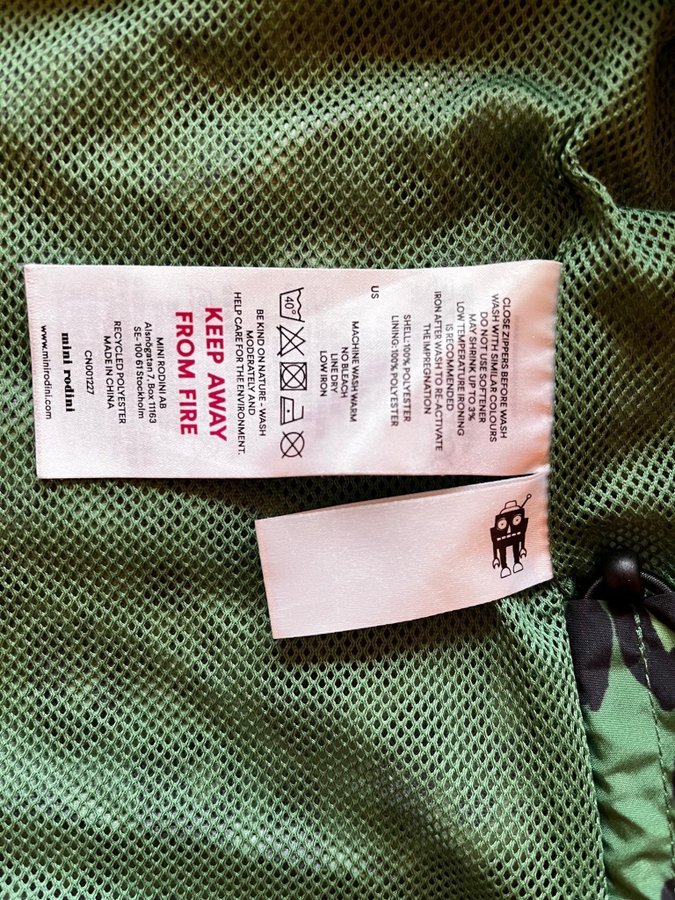 CLOSE ZIPPERS BEFORE WASH
WASH WITH SIMILAR COLOURS
DO NOT USE SOFTENER
MAY SHRINK UP TO 3%
LOW TEMPERATURE IRONING
IS RECOMMENDED
IRON AFTER WASH TO RE-ACTIVATE
THE IMPREGNATION
SHELL: 100% POLYESTER
LINING: 100% POLYESTER
US
MACHINE WASH WARM
NO BLEACH
LINE DRY
LOW IRON
40°
BE KIND ON NATURE - WASH
MODERATELY AND
HELP CARE FOR THE ENVIRONMENT.
KEEP AWAY
FROM FIRE
MINI RODINI AB
Alsnögatan 7, Box 11163
SE- 100 61 Stockholm
RECYCLED POLYESTER
MADE IN CHINA
CN001227
mini rodini
www.minirodini.com